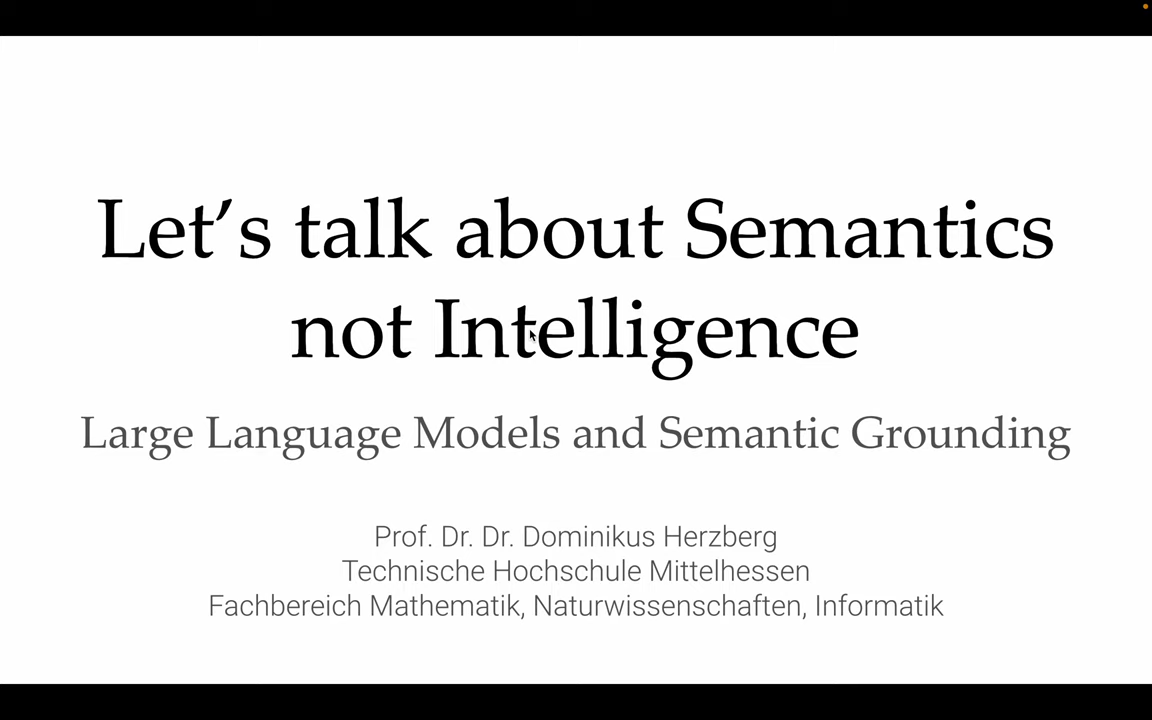 Let’s talk about Semantics
not Intelligence
Large Language Models and Semantic Grounding
Prof. Dr. Dr. Dominikus Herzberg
Technische Hochschule Mittelhessen
Fachbereich Mathematik, Naturwissenschaften, Informatik